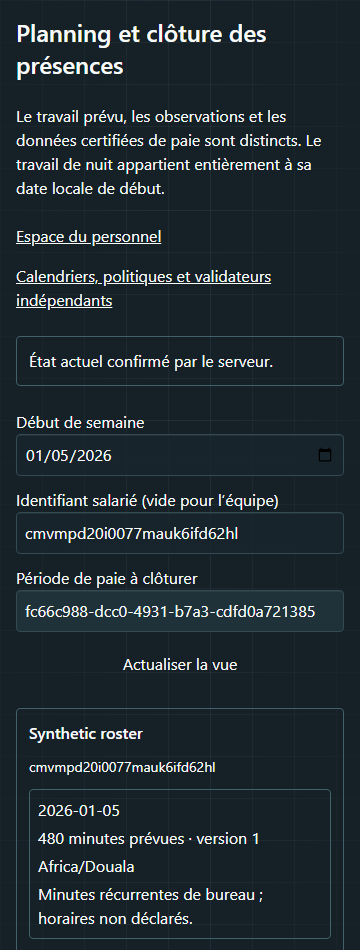 Planning et clôture des
présences
Le travail prévu, les observations et les
données certifiées de paie sont distincts. Le
travail de nuit appartient entièrement à sa
date locale de début.
Espace du personnel
Calendriers, politiques et validateurs
indépendants
État actuel confirmé par le serveur.
Début de semaine
01/05/2026
Identifiant salarié (vide pour l’équipe)
cmvmpd20i0077mauk6ifd62hl
Période de paie à clôturer
fc66c988-dcc0-4931-b7a3-cdfd0a721385
Actualiser la vue
Synthetic roster
cmvmpd20i0077mauk6ifd62hl
2026-01-05
480 minutes prévues · version 1
Africa/Douala
Minutes récurrentes de bureau ;
horaires non déclarés.